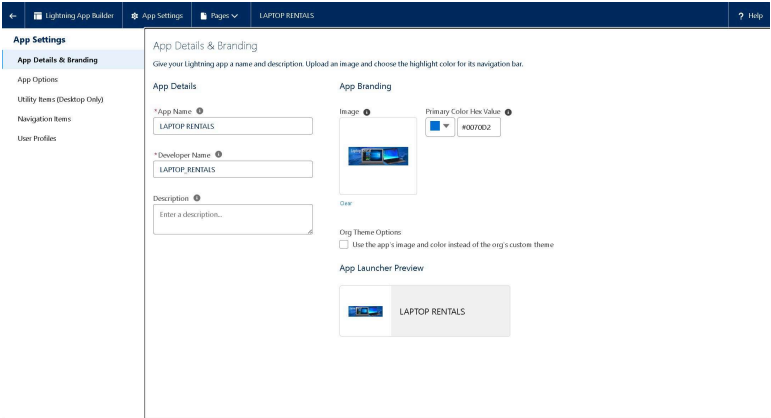 Lightning App Builder
App Settings
Pages
LAPTOP RENTALS
? Help
App Settings
App Details & Branding
App Options
Utility Items (Desktop Only)
Navigation Items
User Profiles
App Details & Branding
Give your Lightning app a name and description. Upload an image and choose the highlight color for its navigation bar.
App Details
*App Name
LAPTOP RENTALS
*Developer Name
LAPTOP_RENTALS
Description
Enter a description...
App Branding
Image
Primary Color Hex Value
#0070D2
Clear
Org Theme Options
Use the app's image and color instead of the org's custom theme
App Launcher Preview
LAPTOP RENTALS